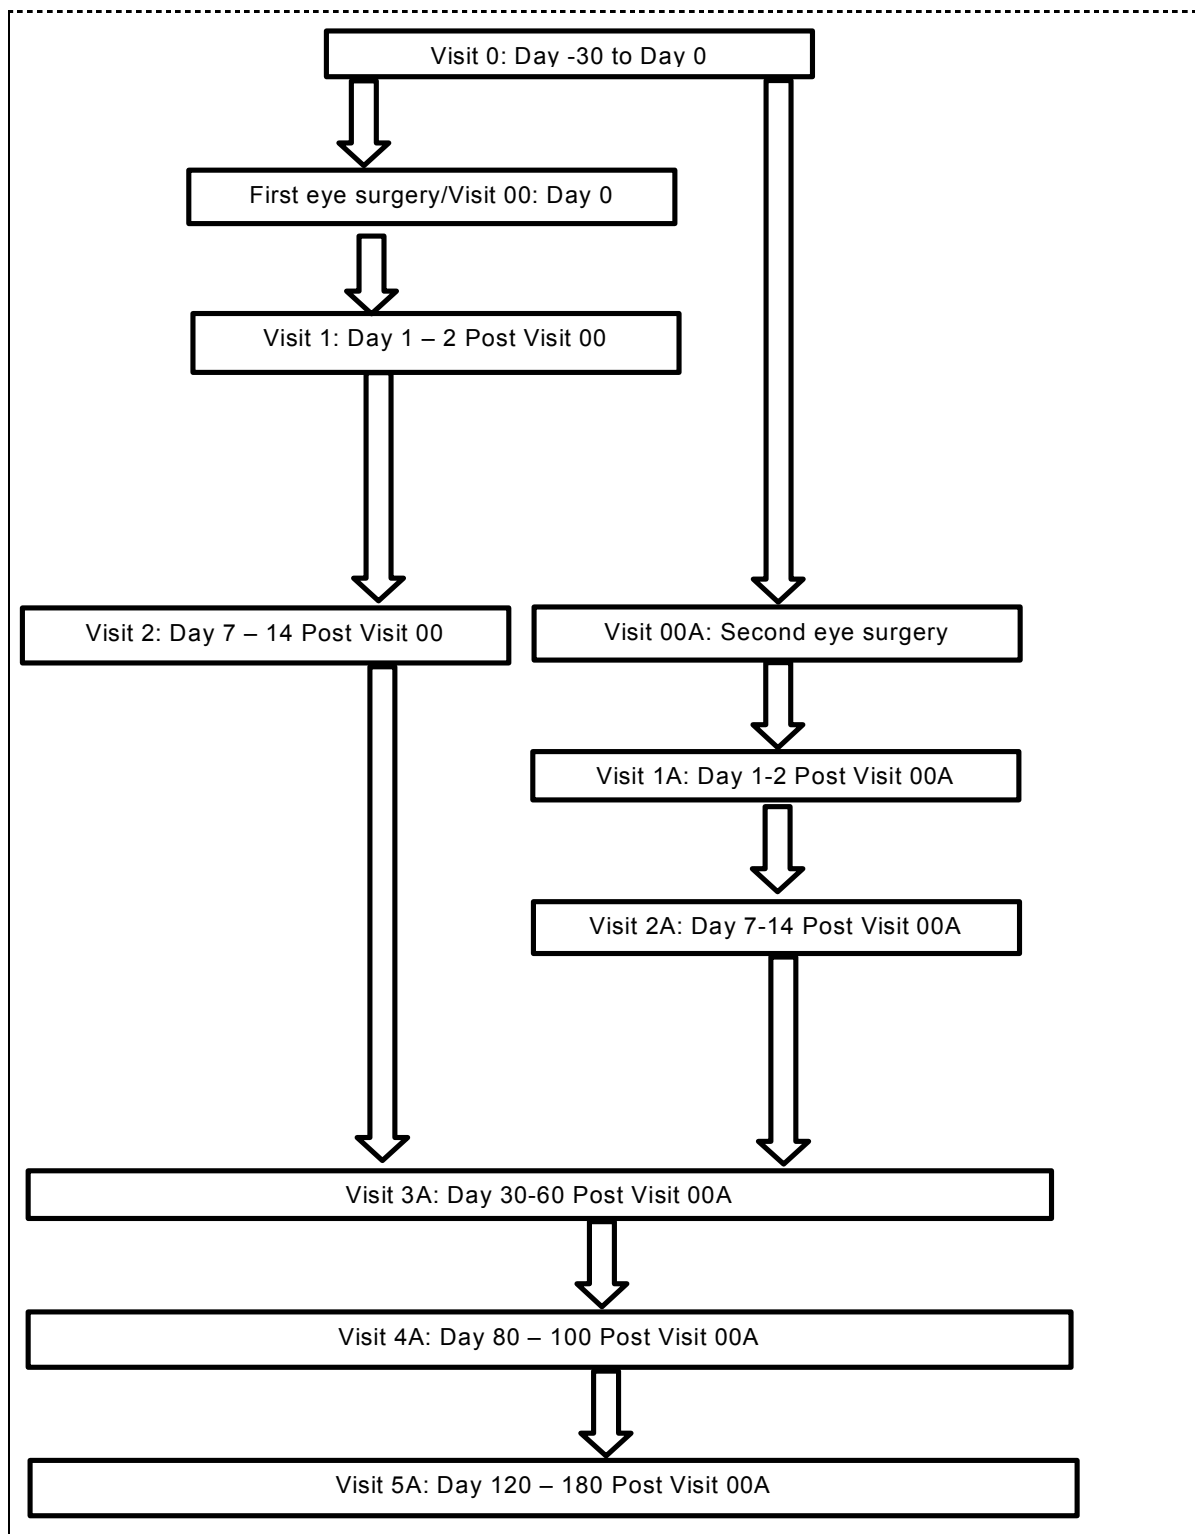 Visit 0: Day -30 to Day 0
First eye surgery/Visit 00: Day 0
Visit 1: Day 1 – 2 Post Visit 00
Visit 2: Day 7 – 14 Post Visit 00
Visit 00A: Second eye surgery
Visit 1A: Day 1-2 Post Visit 00A
Visit 2A: Day 7-14 Post Visit 00A
Visit 3A: Day 30-60 Post Visit 00A
Visit 4A: Day 80 – 100 Post Visit 00A
Visit 5A: Day 120 – 180 Post Visit 00A